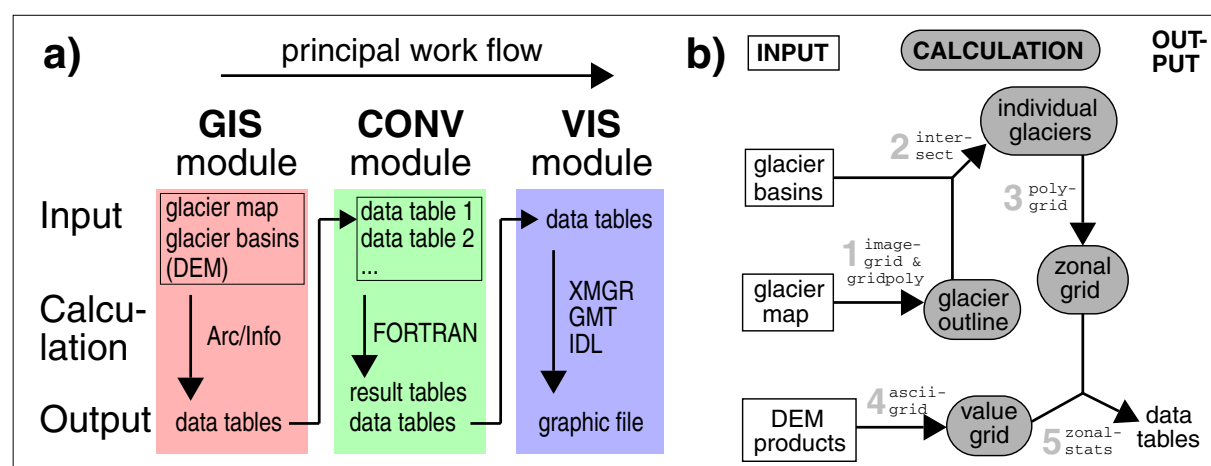 a)
principal work flow
GIS
module
CONV
module
VIS
module
Input
glacier map
glacier basins
(DEM)
data table 1
data table 2
...
data tables
Calcu-
lation
Arc/Info
FORTRAN
XMGR
GMT
IDL
Output
data tables
result tables
data tables
graphic file
b)
INPUT
CALCULATION
OUT-
PUT
individual
glaciers
2 inter-
sect
glacier
basins
3 poly-
grid
1 image-
grid &
gridpoly
zonal
grid
glacier
map
glacier
outline
4 ascii-
grid
DEM
products
value
grid
5 zonal-
stats
data
tables